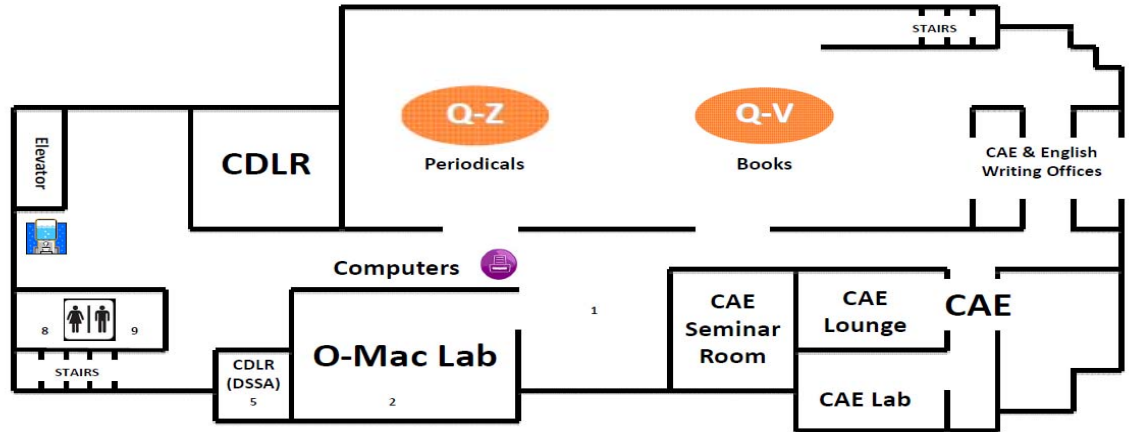 STAIRS
Q-Z
Periodicals
Q-V
Books
Elevator
CDLR
CAE & English
Writing Offices
Computers
1
CAE
Seminar
Room
CAE
Lounge
CAE
8
9
STAIRS
CDLR
(DSSA)
5
O-Mac Lab
2
CAE Lab